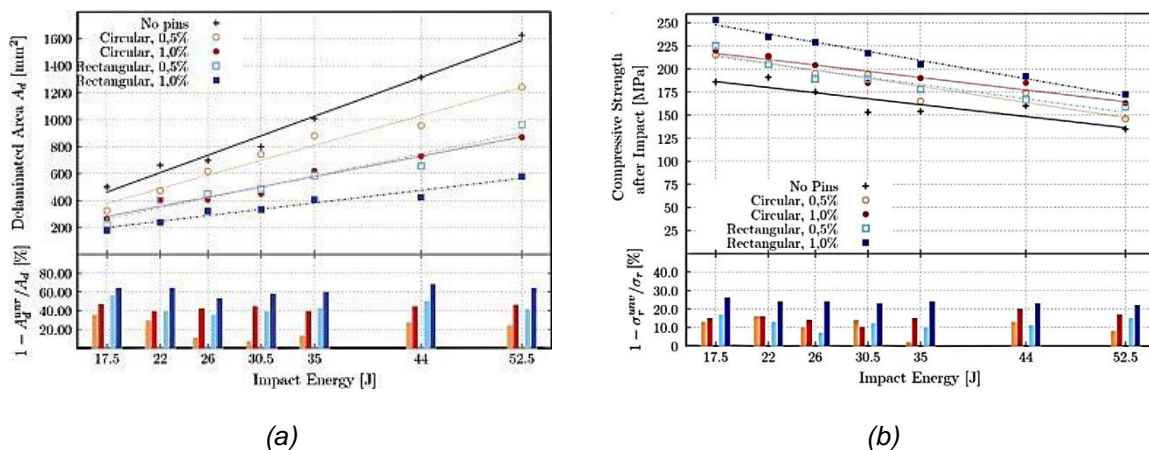 No pins
Circular, 0,5%
Circular, 1,0%
Rectangular, 0,5%
Rectangular, 1,0%
Delaminated Area A_d [mm²]
1600
1400
1200
1000
800
600
400
200
1 − A_d^unr/A_d [%]
80.00
60.00
40.00
20.00
17.5 22 26 30.5 35 44 52.5
Impact Energy [J]
(a)
Compressive Strength
after Impact [MPa]
250
225
200
175
150
125
100
75
50
25
No Pins
Circular, 0,5%
Circular, 1,0%
Rectangular, 0,5%
Rectangular, 1,0%
1 − σ_r^unv/σ_r [%]
40.0
30.0
20.0
10.0
0
17.5 22 26 30.5 35 44 52.5
Impact Energy [J]
(b)